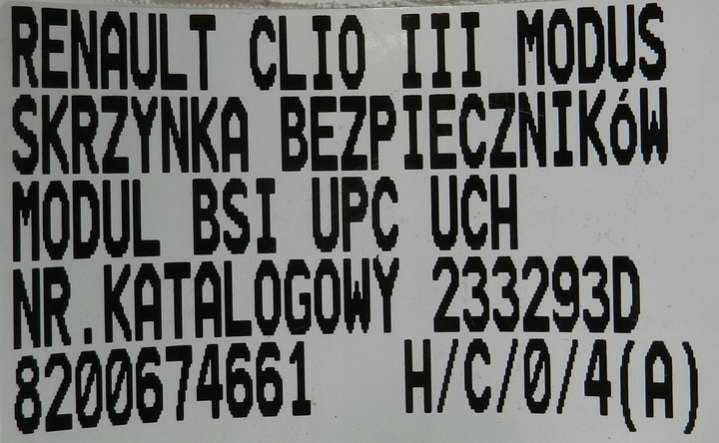 RENAULT CLIO III MODUS
SKRZYNKA BEZPIECZNIKóW
MODUL BSI UPC UCH
NR.KATALOGOWY 233293D
8200674661 H/C/0/4(A)